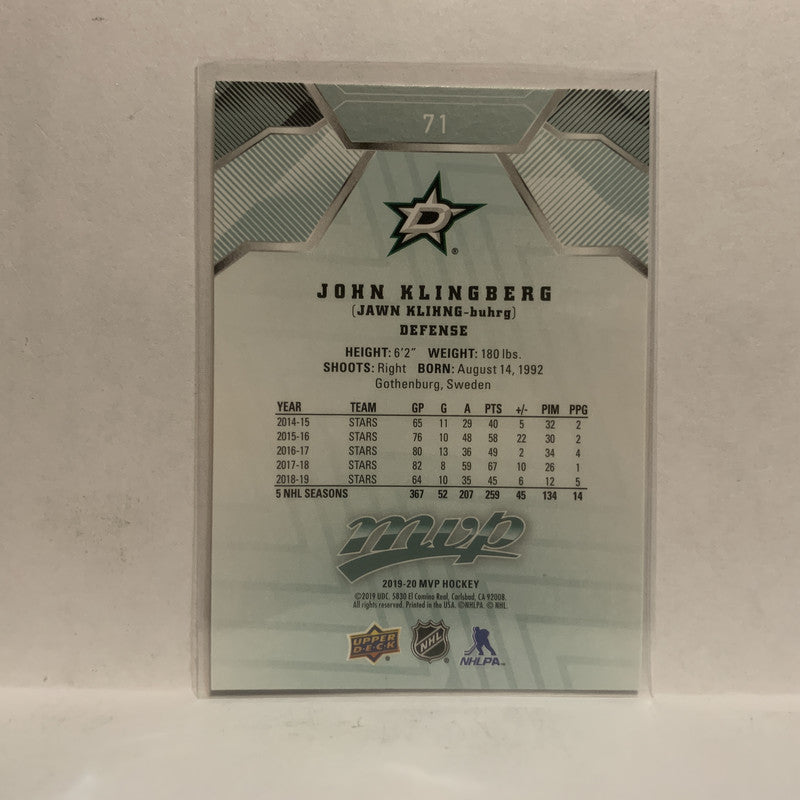 71
D
®
JOHN KLINGBERG
(JAWN KLIHNG-buhrg)
DEFENSE
HEIGHT: 6'2" WEIGHT: 180 lbs.
SHOOTS: Right BORN: August 14, 1992
Gothenburg, Sweden
YEAR TEAM GP G A PTS +/- PIM PPG
2014-15 STARS 65 11 29 40 5 32 2
2015-16 STARS 76 10 48 58 22 30 2
2016-17 STARS 80 13 36 49 2 34 4
2017-18 STARS 82 8 59 67 10 26 1
2018-19 STARS 64 10 35 45 6 12 5
5 NHL SEASONS 367 52 207 259 45 134 14
mvp
2019-20 MVP HOCKEY
©2019 UDC. 5830 El Camino Real, Carlsbad, CA 92008.
All rights reserved. Printed in the USA. ©NHLPA. © NHL.
UPPER DECK ® NHL ® NHLPA™